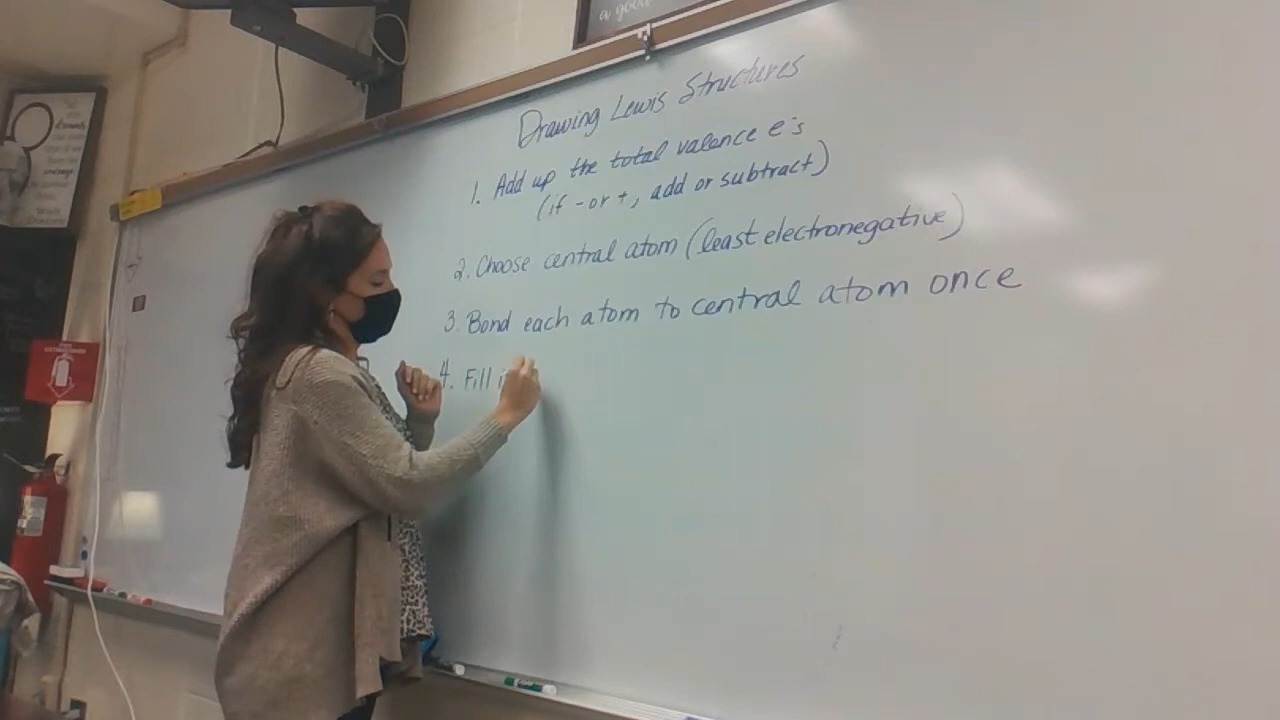 a good
Drawing Lewis Structures
1. Add up the total valence e's
(if - or +, add or subtract)
2. Choose central atom (least electronegative)
3. Bond each atom to central atom once
4. Fill i